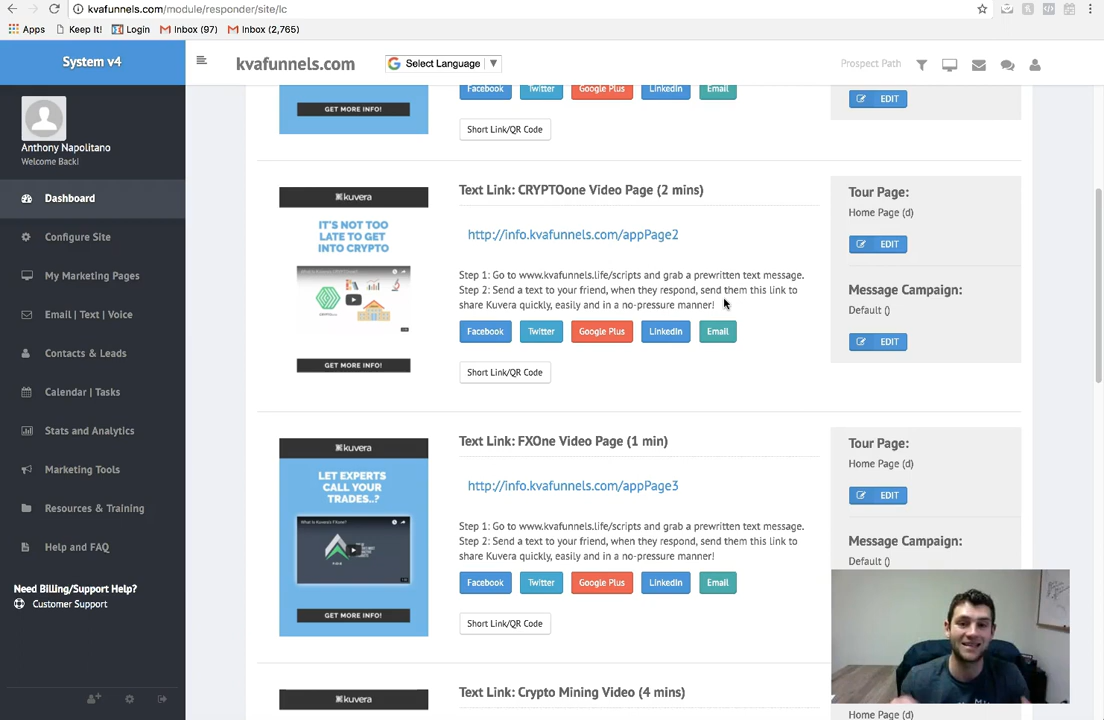 kvafunnels.com/module/responder/site/lc
Apps
Keep It!
Login
Inbox (97)
Inbox (2,765)
System v4
kvafunnels.com
Select Language
▼
Prospect Path
Anthony Napolitano
Welcome Back!
Dashboard
Configure Site
My Marketing Pages
Email | Text | Voice
Contacts & Leads
Calendar | Tasks
Stats and Analytics
Marketing Tools
Resources & Training
Help and FAQ
Need Billing/Support Help?
Customer Support
GET MORE INFO!
Facebook
Twitter
Google Plus
LinkedIn
Email
Short Link/QR Code
EDIT
kuvera
IT'S NOT TOO
LATE TO GET
INTO CRYPTO
GET MORE INFO!
Text Link: CRYPTOone Video Page (2 mins)
http://info.kvafunnels.com/appPage2
Step 1: Go to www.kvafunnels.life/scripts and grab a prewritten text message.
Step 2: Send a text to your friend, when they respond, send them this link to
share Kuvera quickly, easily and in a no-pressure manner!
Facebook
Twitter
Google Plus
LinkedIn
Email
Short Link/QR Code
Tour Page:
Home Page (d)
EDIT
Message Campaign:
Default ()
EDIT
kuvera
LET EXPERTS
CALL YOUR
TRADES..?
GET MORE INFO!
Text Link: FXOne Video Page (1 min)
http://info.kvafunnels.com/appPage3
Step 1: Go to www.kvafunnels.life/scripts and grab a prewritten text message.
Step 2: Send a text to your friend, when they respond, send them this link to
share Kuvera quickly, easily and in a no-pressure manner!
Facebook
Twitter
Google Plus
LinkedIn
Email
Short Link/QR Code
Tour Page:
Home Page (d)
EDIT
Message Campaign:
Default ()
kuvera
Text Link: Crypto Mining Video (4 mins)
Home Page (d)